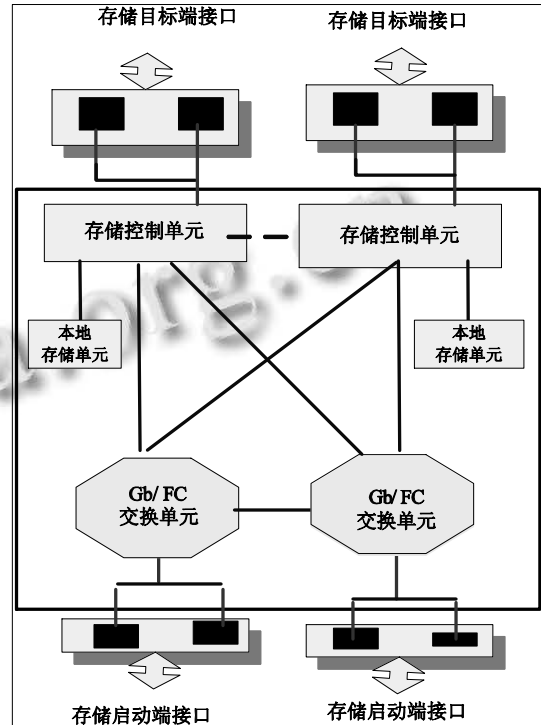 存储目标端接口
存储目标端接口
存储控制单元
存储控制单元
本地
存储单元
本地
存储单元
Gb/ FC
交换单元
Gb/ FC
交换单元
存储启动端接口
存储启动端接口
a.org.c